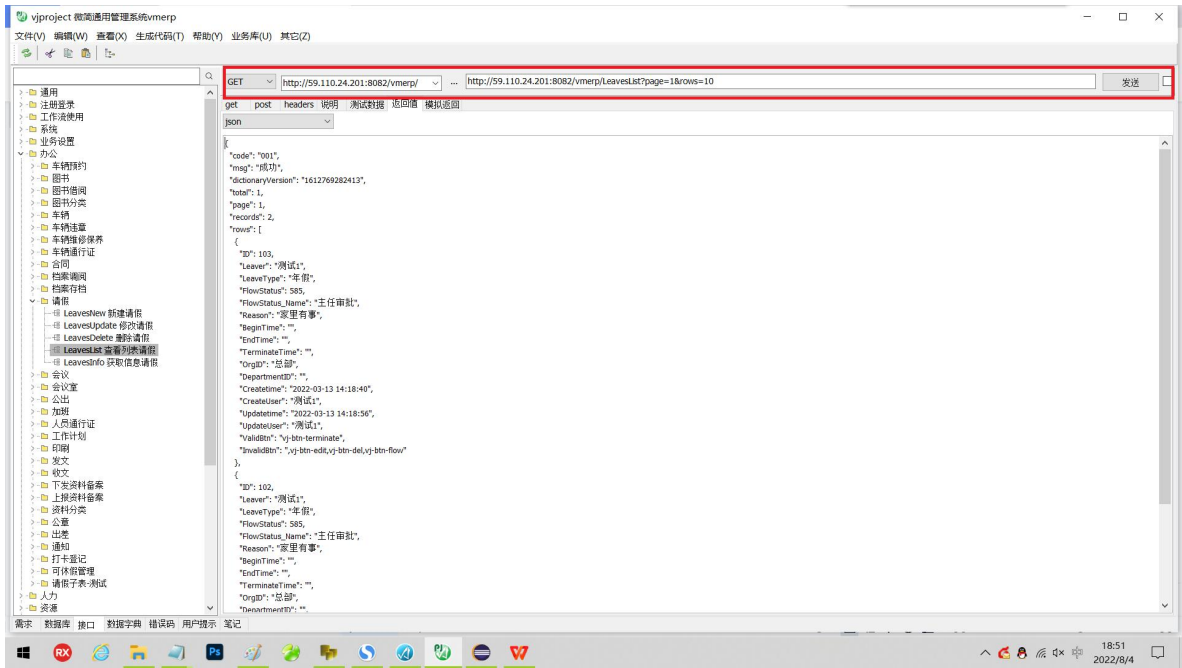 vjproject 微简通用管理系统vmerp
文件(V) 编辑(W) 查看(X) 生成代码(T) 帮助(Y) 业务库(U) 其它(Z)
GET http://59.110.24.201:8082/vmerp/ ... http://59.110.24.201:8082/vmerp/LeavesList?page=1&rows=10 发送
get post headers 说明 测试数据 返回值 模拟返回
json
通用
注册登录
工作流使用
系统
业务设置
办公
车辆预约
图书
图书借阅
图书分类
车辆
车辆违章
车辆维修保养
车辆通行证
合同
档案调阅
档案存档
请假
LeavesNew 新建请假
LeavesUpdate 修改请假
LeavesDelete 删除请假
LeavesList 查看列表请假
LeavesInfo 获取信息请假
会议
会议室
公出
加班
人员通行证
工作计划
印刷
发文
收文
下发资料备案
上报资料备案
资料分类
公章
出差
通知
打卡登记
可休假管理
请假子表-测试
人力
资源
{
"code": "001",
"msg": "成功",
"dictionaryVersion": "1612769282413",
"total": 1,
"page": 1,
"records": 2,
"rows": [
{
"ID": 103,
"Leaver": "测试1",
"LeaveType": "年假",
"FlowStatus": 585,
"FlowStatus_Name": "主任审批",
"Reason": "家里有事",
"BeginTime": "",
"EndTime": "",
"TerminateTime": "",
"OrgID": "总部",
"DepartmentID": "",
"Createtime": "2022-03-13 14:18:40",
"CreateUser": "测试1",
"Updatetime": "2022-03-13 14:18:56",
"UpdateUser": "测试1",
"ValidBtn": "vj-btn-terminate",
"InvalidBtn": ",vj-btn-edit,vj-btn-del,vj-btn-flow"
},
{
"ID": 102,
"Leaver": "测试1",
"LeaveType": "年假",
"FlowStatus": 585,
"FlowStatus_Name": "主任审批",
"Reason": "家里有事",
"BeginTime": "",
"EndTime": "",
"TerminateTime": "",
"OrgID": "总部",
"DepartmentID": "",
需求 数据库 接口 数据字典 错误码 用户提示 笔记
RX
Ps
中
18:51
2022/8/4